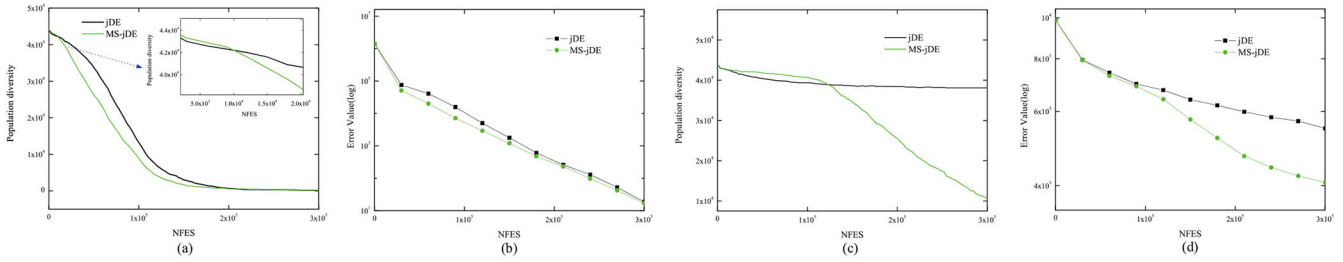 5x10⁴
4x10⁴
3x10⁴
2x10⁴
1x10⁴
0
Population diversity
jDE
MS-jDE
4.4x10⁴
4.2x10⁴
4.0x10⁴
Population diversity
5.0x10³
1.0x10⁴
1.5x10⁴
2.0x10⁴
NFES
0
1x10⁵
2x10⁵
3x10⁵
NFES
(a)
Error Value(log)
jDE
MS-jDE
0
1x10⁵
2x10⁵
3x10⁵
NFES
(b)
5x10⁴
4x10⁴
3x10⁴
2x10⁴
1x10⁴
Population diversity
jDE
MS-jDE
0
1x10⁵
2x10⁵
3x10⁵
NFES
(c)
10⁴
8x10³
6x10³
4x10³
Error Value(log)
jDE
MS-jDE
0
1x10⁵
2x10⁵
3x10⁵
NFES
(d)